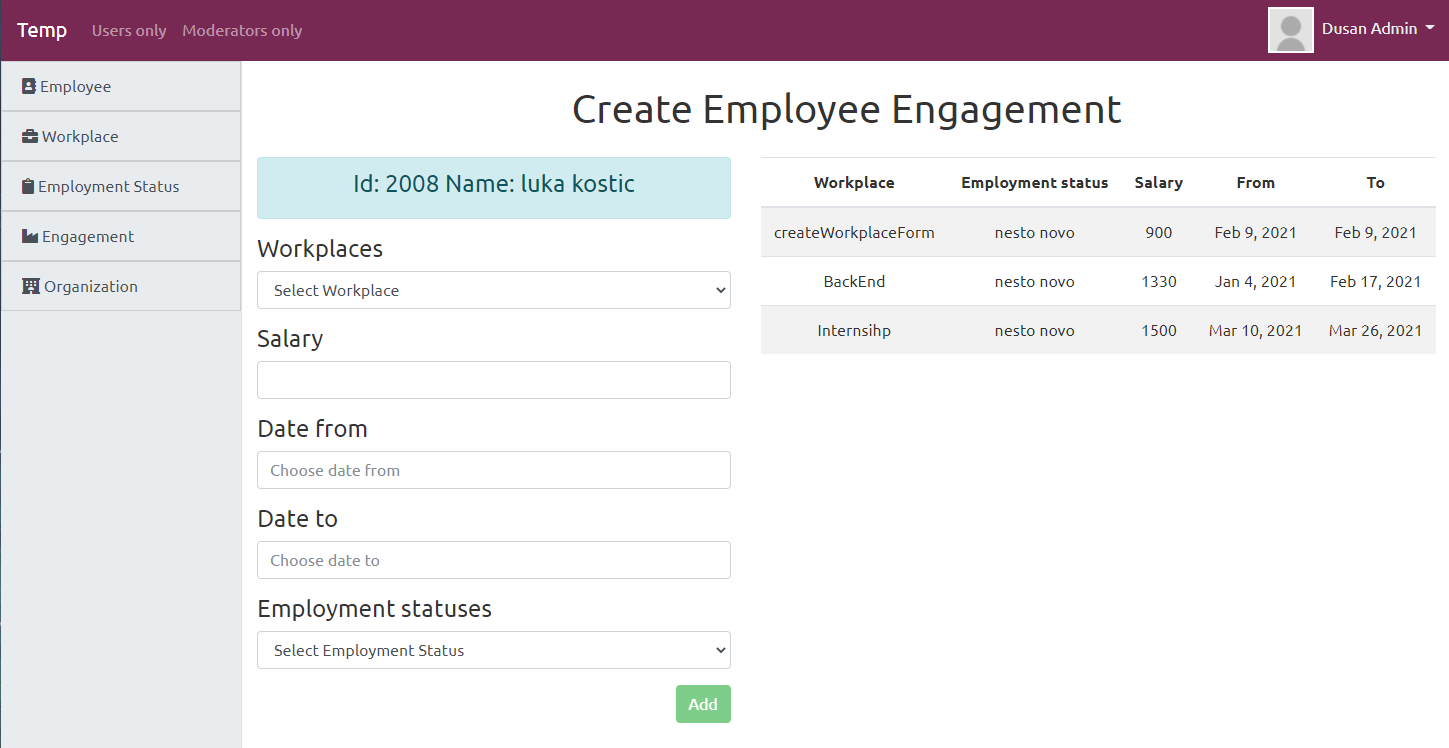 Temp Users only Moderators only Dusan Admin
Employee
Workplace
Employment Status
Engagement
Organization
Create Employee Engagement
Id: 2008 Name: luka kostic
Workplaces
Select Workplace
Salary
Date from
Choose date from
Date to
Choose date to
Employment statuses
Select Employment Status
Add
Workplace Employment status Salary From To
createWorkplaceForm nesto novo 900 Feb 9, 2021 Feb 9, 2021
BackEnd nesto novo 1330 Jan 4, 2021 Feb 17, 2021
Internsihp nesto novo 1500 Mar 10, 2021 Mar 26, 2021